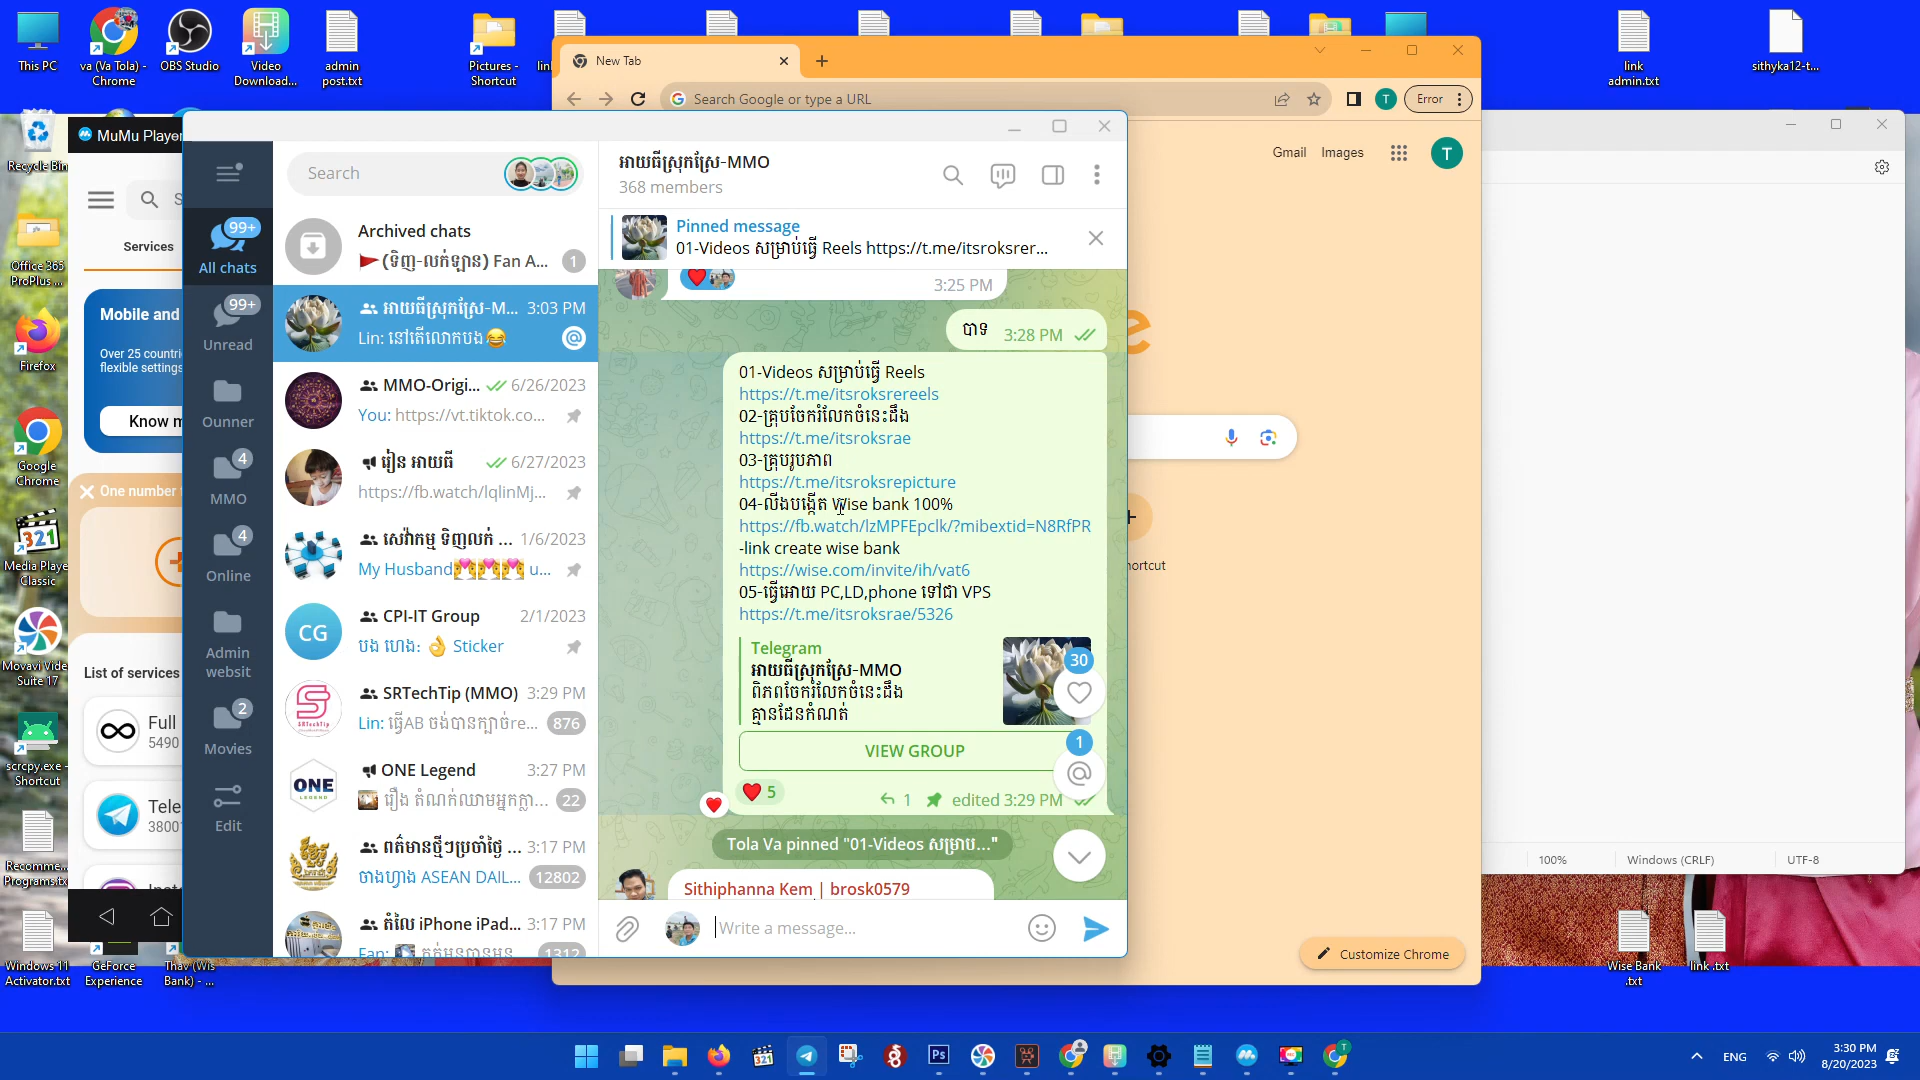 This PC
va (Va Tola) -
Chrome
OBS Studio
Video
Download...
admin
post.txt
Pictures -
Shortcut
link
admin.txt
sithyka12-t...
New Tab
Search Google or type a URL
T
Error
Gmail
Images
T
Recycle Bin
MuMu Player
Services
Office 365
ProPlus ...
Mobile and
Over 25 countri
flexible settings
Firefox
Know m
Google
Chrome
One number
Media Playe
Classic
Movavi Vide
Suite 17
List of services
Full
5490
scrcpy.exe -
Shortcut
Tele
3800
Recomme...
Programs.txt
Windows 11
Activator.txt
GeForce
Experience
Thav (Wis
Bank) - ...
99+
All chats
99+
Unread
Ounner
4
MMO
4
Online
Admin
websit
2
Movies
Edit
Search
Archived chats
(ទិញ-លក់ឡាន) Fan A...
1
អាយធីស្រុកស្រែ-M...
3:03 PM
Lin: នៅតើលោកបង😂
@
MMO-Origi...
6/26/2023
You: https://vt.tiktok.co...
រៀន អាយធី
6/27/2023
https://fb.watch/lqlinMj...
សេវ៉ាកម្ម ទិញលក់ ...
1/6/2023
My Husband u...
CG
CPI-IT Group
2/1/2023
បង ហេង: 👌 Sticker
SRTechTip (MMO)
3:29 PM
Lin: ធ្វើAB ចង់បានក្បាច់re...
876
ONE
LEGEND
ONE Legend
3:27 PM
រឿង តំណក់ឈាមអ្នកក្លា...
22
ពត៌មានថ្មីៗប្រចាំថ្ងៃ ...
3:17 PM
ចាងហ្វាង ASEAN DAIL...
12802
តំលៃ iPhone iPad...
3:17 PM
Fan:
1312
អាយធីស្រុកស្រែ-MMO
368 members
Pinned message
01-Videos សម្រាប់ធ្វើ Reels https://t.me/itsroksrer...
3:25 PM
បាទ
3:28 PM
01-Videos សម្រាប់ធ្វើ Reels
https://t.me/itsroksrereels
02-គ្រុបចែករំលែកចំនេះដឹង
https://t.me/itsroksrae
03-គ្រុបរូបភាព
https://t.me/itsroksrepicture
04-លីងបង្កើត Wise bank 100%
https://fb.watch/lzMPFEpclk/?mibextid=N8RfPR
-link create wise bank
https://wise.com/invite/ih/vat6
05-ធ្វើអោយ PC,LD,phone ទៅជា VPS
https://t.me/itsroksrae/5326
Telegram
អាយធីស្រុកស្រែ-MMO
ពិភពចែករំលែកចំនេះដឹង
គ្មានដែនកំណត់
30
VIEW GROUP
1
@
❤️ 5
1
edited 3:29 PM
Tola Va pinned "01-Videos សម្រាប..."
Sithiphanna Kem | brosk0579
Write a message...
hortcut
Customize Chrome
100%
Windows (CRLF)
UTF-8
Wise Bank
.txt
link .txt
ENG
3:30 PM
8/20/2023